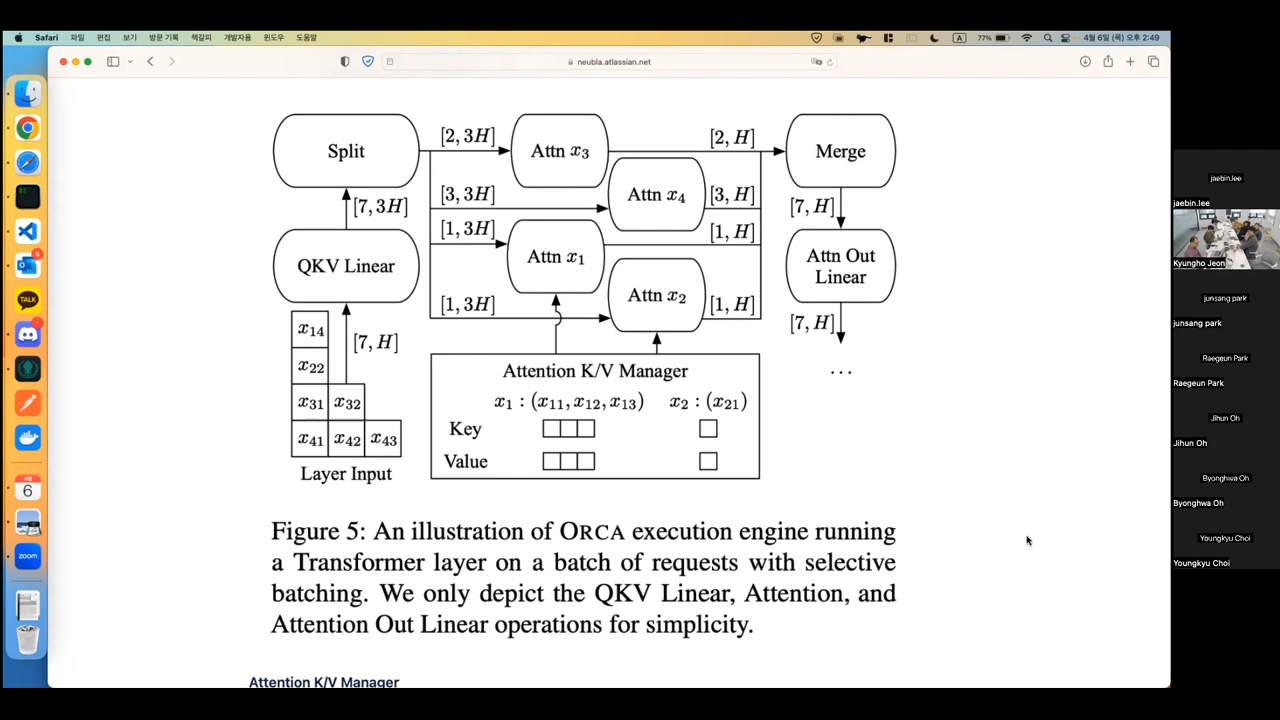 Safari 파일 편집 보기 방문 기록 책갈피 개발자용 윈도우 도움말
A 77% 4월 6일 (목) 오후 2:49
neubla.atlassian.net
Split
[2, 3H]
Attn x3
[2, H]
Merge
[3, 3H]
Attn x4
[3, H]
[7, 3H]
[7, H]
[1, 3H]
Attn x1
[1, H]
QKV Linear
Attn Out
Linear
[1, 3H]
Attn x2
[1, H]
[7, H]
x14
[7, H]
x22
x31 x32
x41 x42 x43
Layer Input
Attention K/V Manager
x1 : (x11, x12, x13) x2 : (x21)
Key
Value
...
Figure 5: An illustration of ORCA execution engine running
a Transformer layer on a batch of requests with selective
batching. We only depict the QKV Linear, Attention, and
Attention Out Linear operations for simplicity.
Attention K/V Manager
TALK
6
zoom
jaebin.lee
jaebin.lee
Kyungho Jeon
junsang park
junsang park
Raegeun Park
Raegeun Park
Jihun Oh
Jihun Oh
Byonghwa Oh
Byonghwa Oh
Youngkyu Choi
Youngkyu Choi